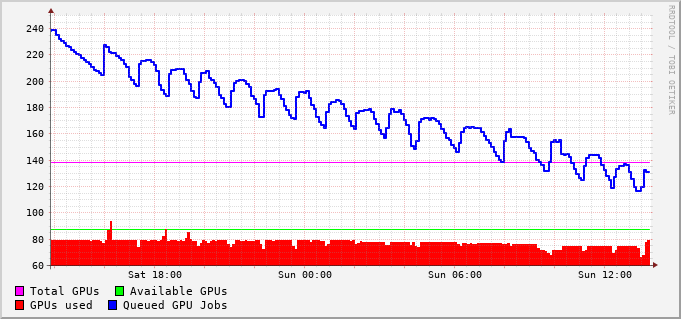 240
220
200
180
160
140
120
100
80
60
Sat 18:00 Sun 00:00 Sun 06:00 Sun 12:00
Total GPUs Available GPUs
GPUs used Queued GPU Jobs
RRDTOOL / TOBI OETIKER